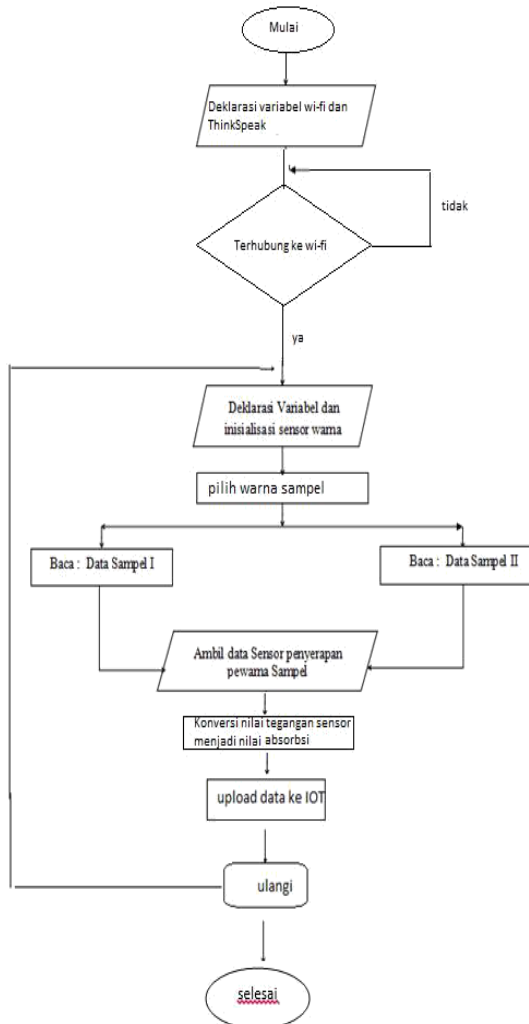 Mulai
Deklarasi variabel wi-fi dan
ThinkSpeak
tidak
Terhubung ke wi-fi
ya
Deklarasi Variabel dan
inisialisasi sensor warna
pilih warna sampel
Baca : Data Sampel I
Baca : Data Sampel II
Ambil data Sensor penyerapan
pewarna Sampel
Konversi nilai tegangan sensor
menjadi nilai absorbsi
upload data ke IOT
ulangi
selesai